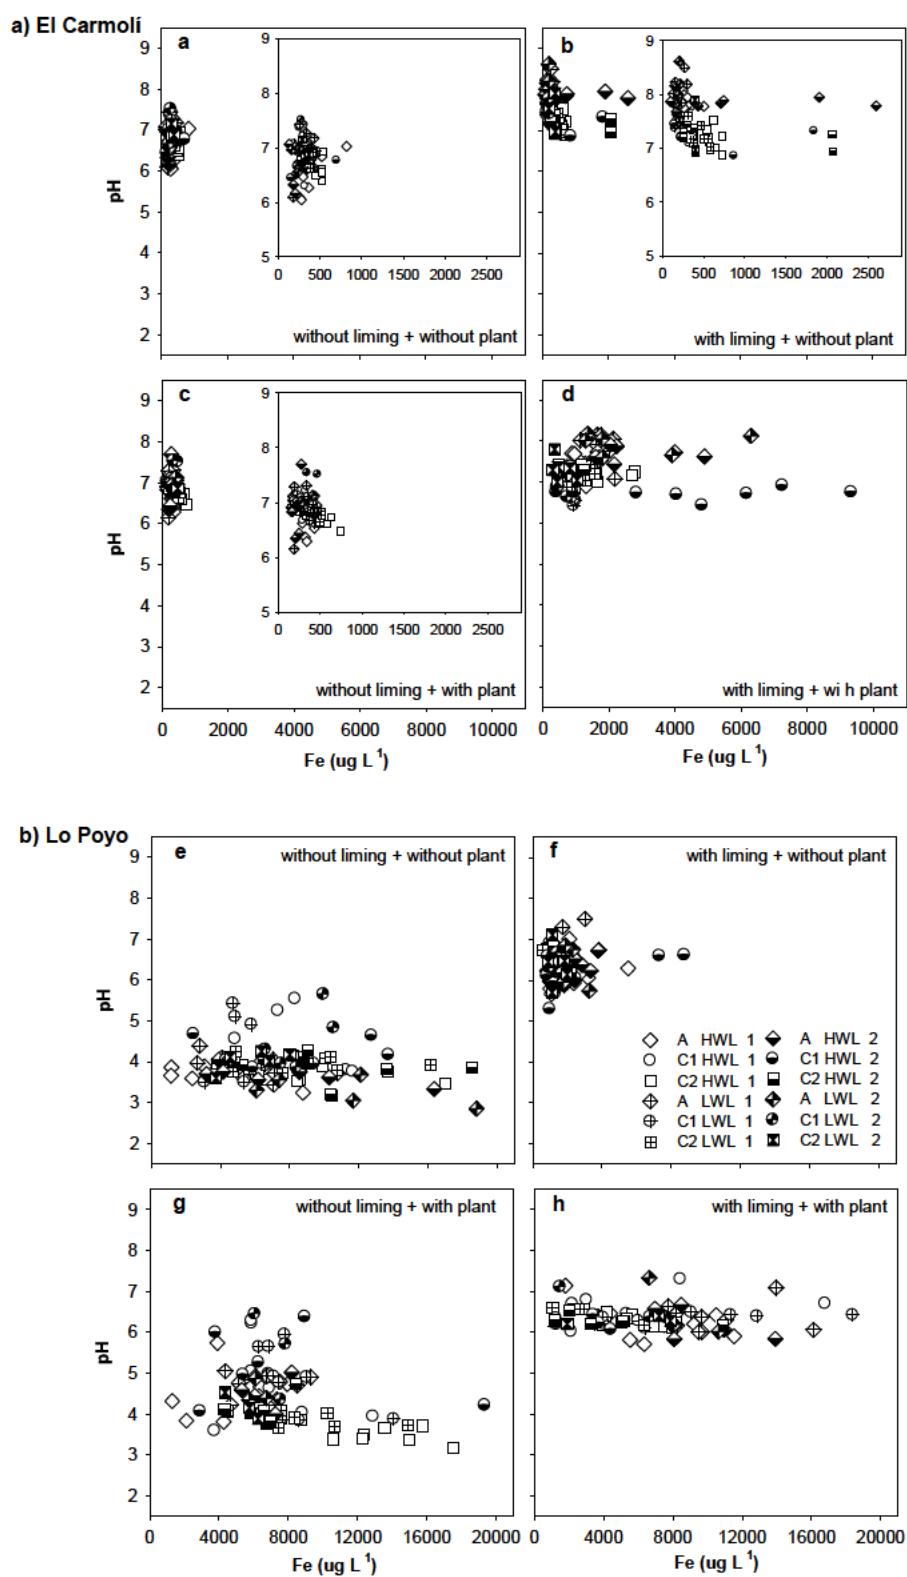 a) El Carmolí
a
9
8
7
6
5
4
3
2
pH
9
8
7
6
5
0 500 1000 1500 2000 2500
without liming + without plant
b
9
8
7
6
5
0 500 1000 1500 2000 2500
with liming + without plant
c
9
8
7
6
5
4
3
2
pH
9
8
7
6
5
0 500 1000 1500 2000 2500
without liming + with plant
0 2000 4000 6000 8000 10000
Fe (ug L 1)
d
with liming + wi h plant
0 2000 4000 6000 8000 10000
Fe (ug L 1)
b) Lo Poyo
e
without liming + without plant
9
8
7
6
5
4
3
2
pH
f
with liming + without plant
A HWL 1
C1 HWL 1
C2 HWL 1
A LWL 1
C1 LWL 1
C2 LWL 1
A HWL 2
C1 HWL 2
C2 HWL 2
A LWL 2
C1 LWL 2
C2 LWL 2
g
without liming + with plant
9
8
7
6
5
4
3
2
pH
0 4000 8000 12000 16000 20000
Fe (ug L 1)
h
with liming + with plant
0 4000 8000 12000 16000 20000
Fe (ug L 1)